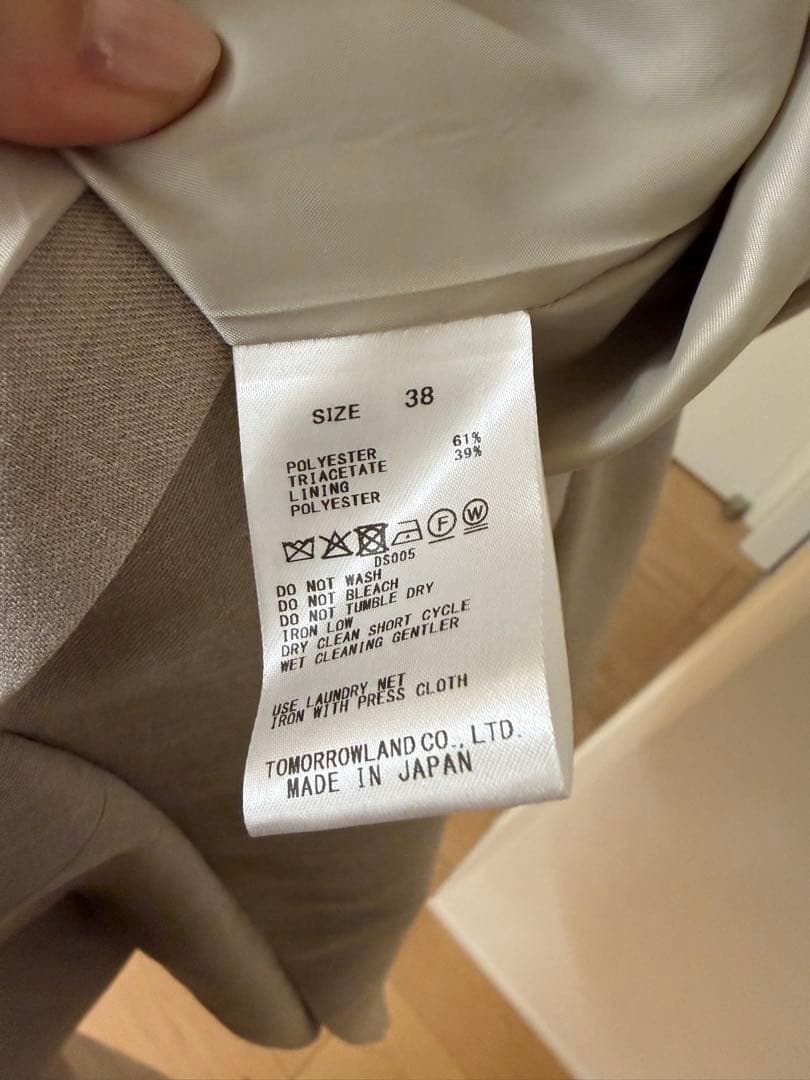 SIZE 38
POLYESTER 61%
TRIACETATE 39%
LINING
POLYESTER
F W
DS005
DO NOT WASH
DO NOT BLEACH
DO NOT TUMBLE DRY
IRON LOW
DRY CLEAN SHORT CYCLE
WET CLEANING GENTLER
USE LAUNDRY NET
IRON WITH PRESS CLOTH
TOMORROWLAND CO., LTD.
MADE IN JAPAN